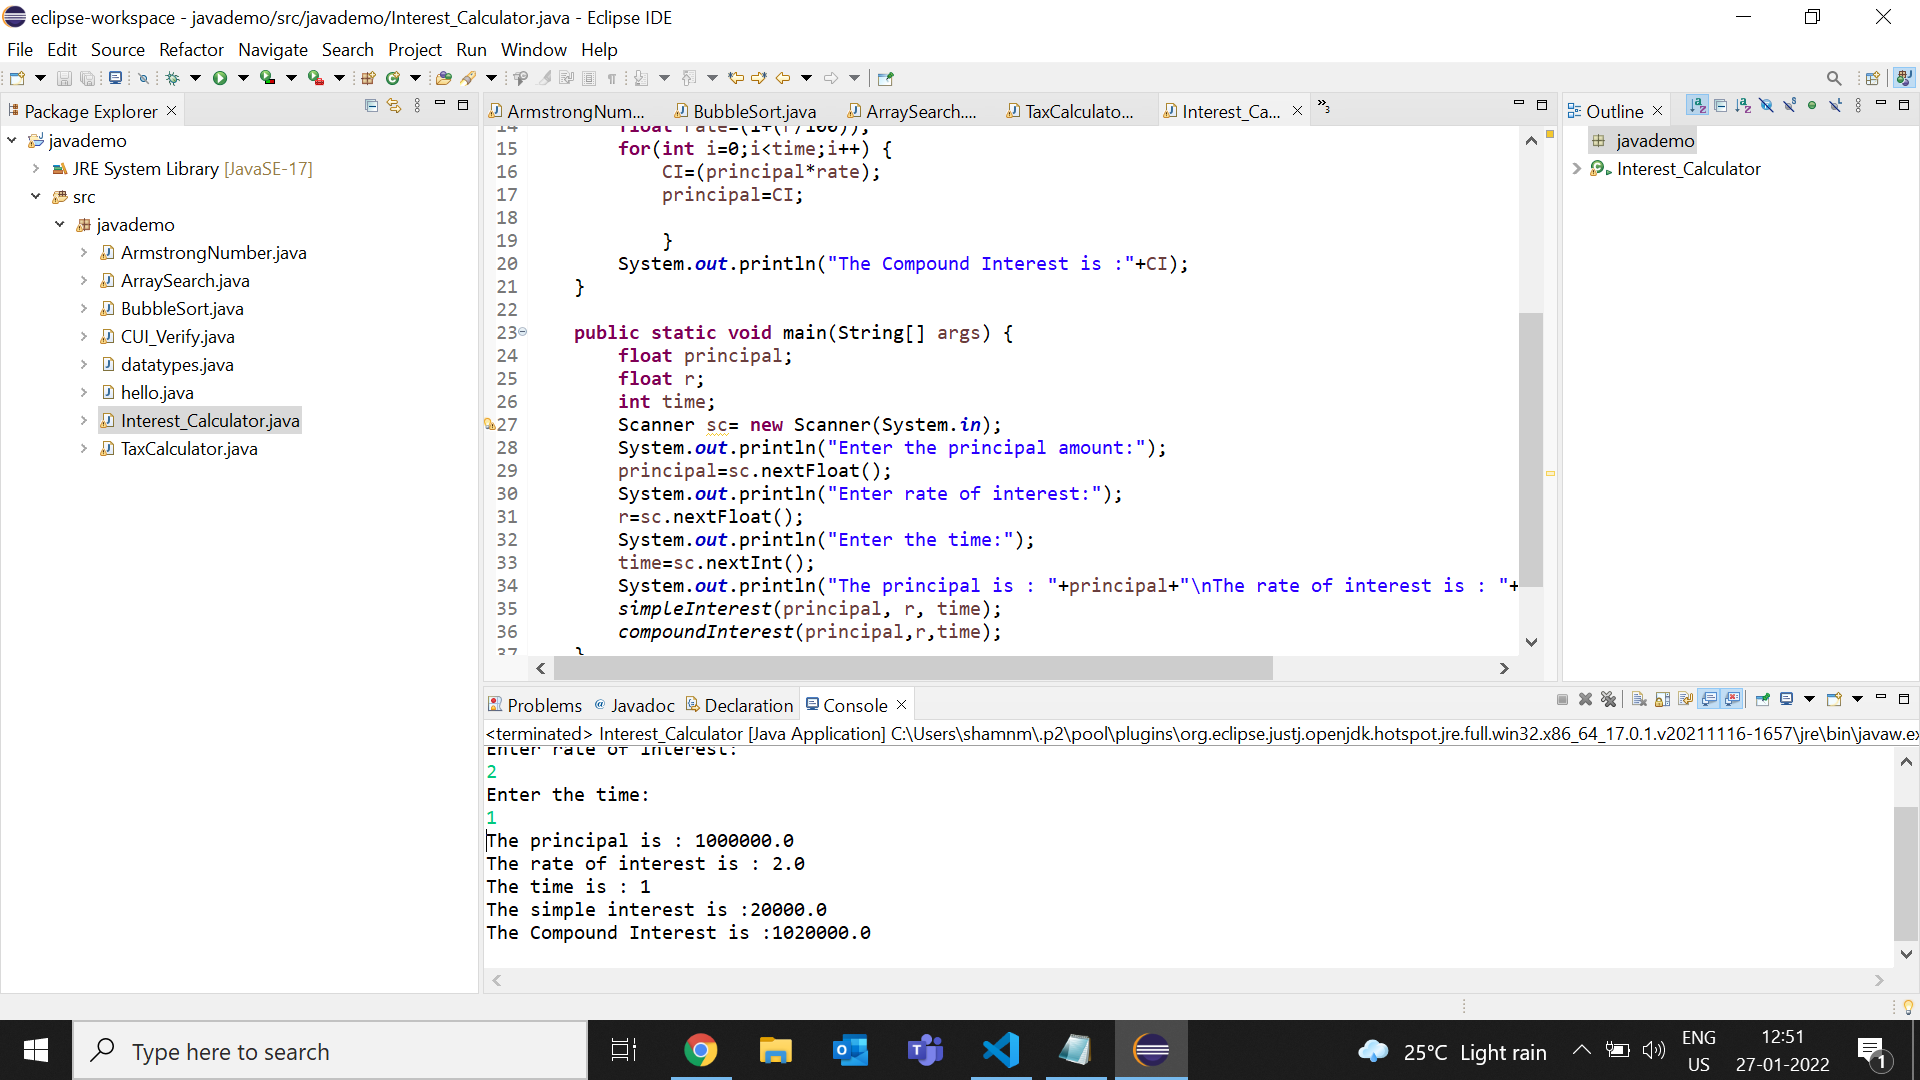 eclipse-workspace - javademo/src/javademo/Interest_Calculator.java - Eclipse IDE
File Edit Source Refactor Navigate Search Project Run Window Help
Package Explorer
javademo
JRE System Library [JavaSE-17]
src
javademo
ArmstrongNumber.java
ArraySearch.java
BubbleSort.java
CUI_Verify.java
datatypes.java
hello.java
Interest_Calculator.java
TaxCalculator.java
ArmstrongNum... BubbleSort.java ArraySearch.... TaxCalculato... Interest_Ca... »3
14 float rate=(1+(r/100));
15 for(int i=0;i<time;i++) {
16 CI=(principal*rate);
17 principal=CI;
18
19 }
20 System.out.println("The Compound Interest is :"+CI);
21 }
22
23 public static void main(String[] args) {
24 float principal;
25 float r;
26 int time;
27 Scanner sc= new Scanner(System.in);
28 System.out.println("Enter the principal amount:");
29 principal=sc.nextFloat();
30 System.out.println("Enter rate of interest:");
31 r=sc.nextFloat();
32 System.out.println("Enter the time:");
33 time=sc.nextInt();
34 System.out.println("The principal is : "+principal+"\nThe rate of interest is : "+
35 simpleInterest(principal, r, time);
36 compoundInterest(principal,r,time);
37 }
Outline
javademo
Interest_Calculator
Problems @ Javadoc Declaration Console
<terminated> Interest_Calculator [Java Application] C:\Users\shamnm\.p2\pool\plugins\org.eclipse.justj.openjdk.hotspot.jre.full.win32.x86_64_17.0.1.v20211116-1657\jre\bin\javaw.ex
Enter rate of interest:
2
Enter the time:
1
The principal is : 1000000.0
The rate of interest is : 2.0
The time is : 1
The simple interest is :20000.0
The Compound Interest is :1020000.0
Type here to search
25°C Light rain
ENG
US
12:51
27-01-2022
1